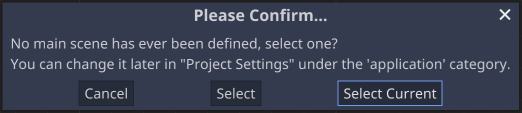 Please Confirm...
No main scene has ever been defined, select one?
You can change it later in "Project Settings" under the 'application' category.
Cancel Select Select Current